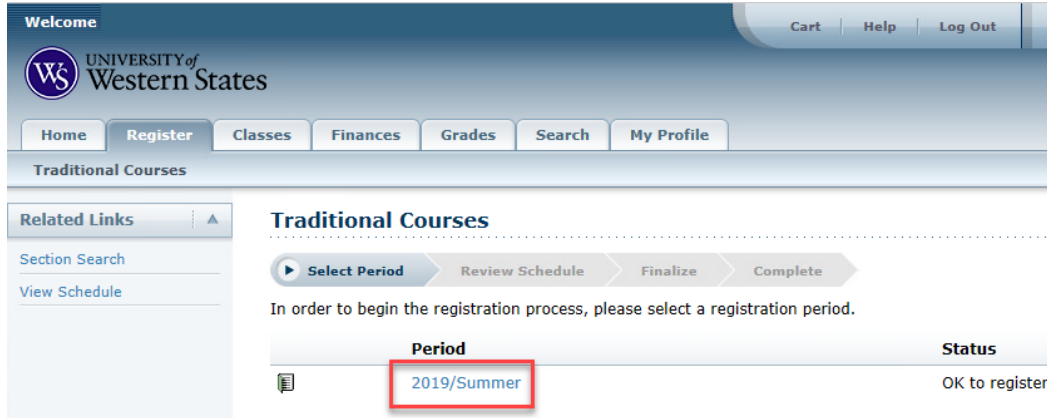 Welcome
Cart Help Log Out
WS
UNIVERSITY of
Western States
Home Register Classes Finances Grades Search My Profile
Traditional Courses
Related Links
Section Search
View Schedule
Traditional Courses
Select Period Review Schedule Finalize Complete
In order to begin the registration process, please select a registration period.
Period Status
2019/Summer OK to register